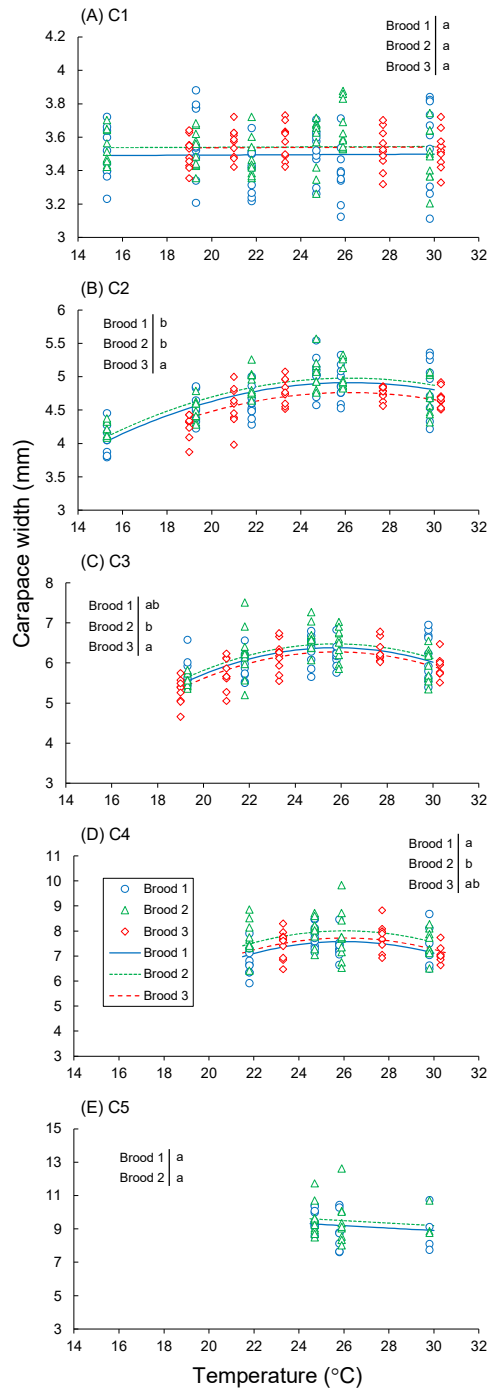 (A) C1
Brood 1 a
Brood 2 a
Brood 3 a
4.2
4
3.8
3.6
3.4
3.2
3
14 16 18 20 22 24 26 28 30 32
(B) C2
Brood 1 b
Brood 2 b
Brood 3 a
6
5.5
5
4.5
4
3.5
3
14 16 18 20 22 24 26 28 30 32
Carapace width (mm)
(C) C3
Brood 1 ab
Brood 2 b
Brood 3 a
8
7
6
5
4
3
14 16 18 20 22 24 26 28 30 32
(D) C4
Brood 1 a
Brood 2 b
Brood 3 ab
11
10
9
8
7
6
5
4
3
Brood 1
Brood 2
Brood 3
Brood 1
Brood 2
Brood 3
14 16 18 20 22 24 26 28 30 32
(E) C5
Brood 1 a
Brood 2 a
15
13
11
9
7
5
3
14 16 18 20 22 24 26 28 30 32
Temperature (°C)